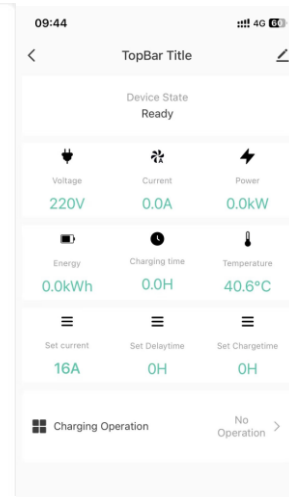 09:44 4G 60
TopBar Title
Device State
Ready
Voltage Current Power
220V 0.0A 0.0kW
Energy Charging time Temperature
0.0kWh 0.0H 40.6°C
Set current Set Delaytime Set Chargetime
16A 0H 0H
Charging Operation No Operation